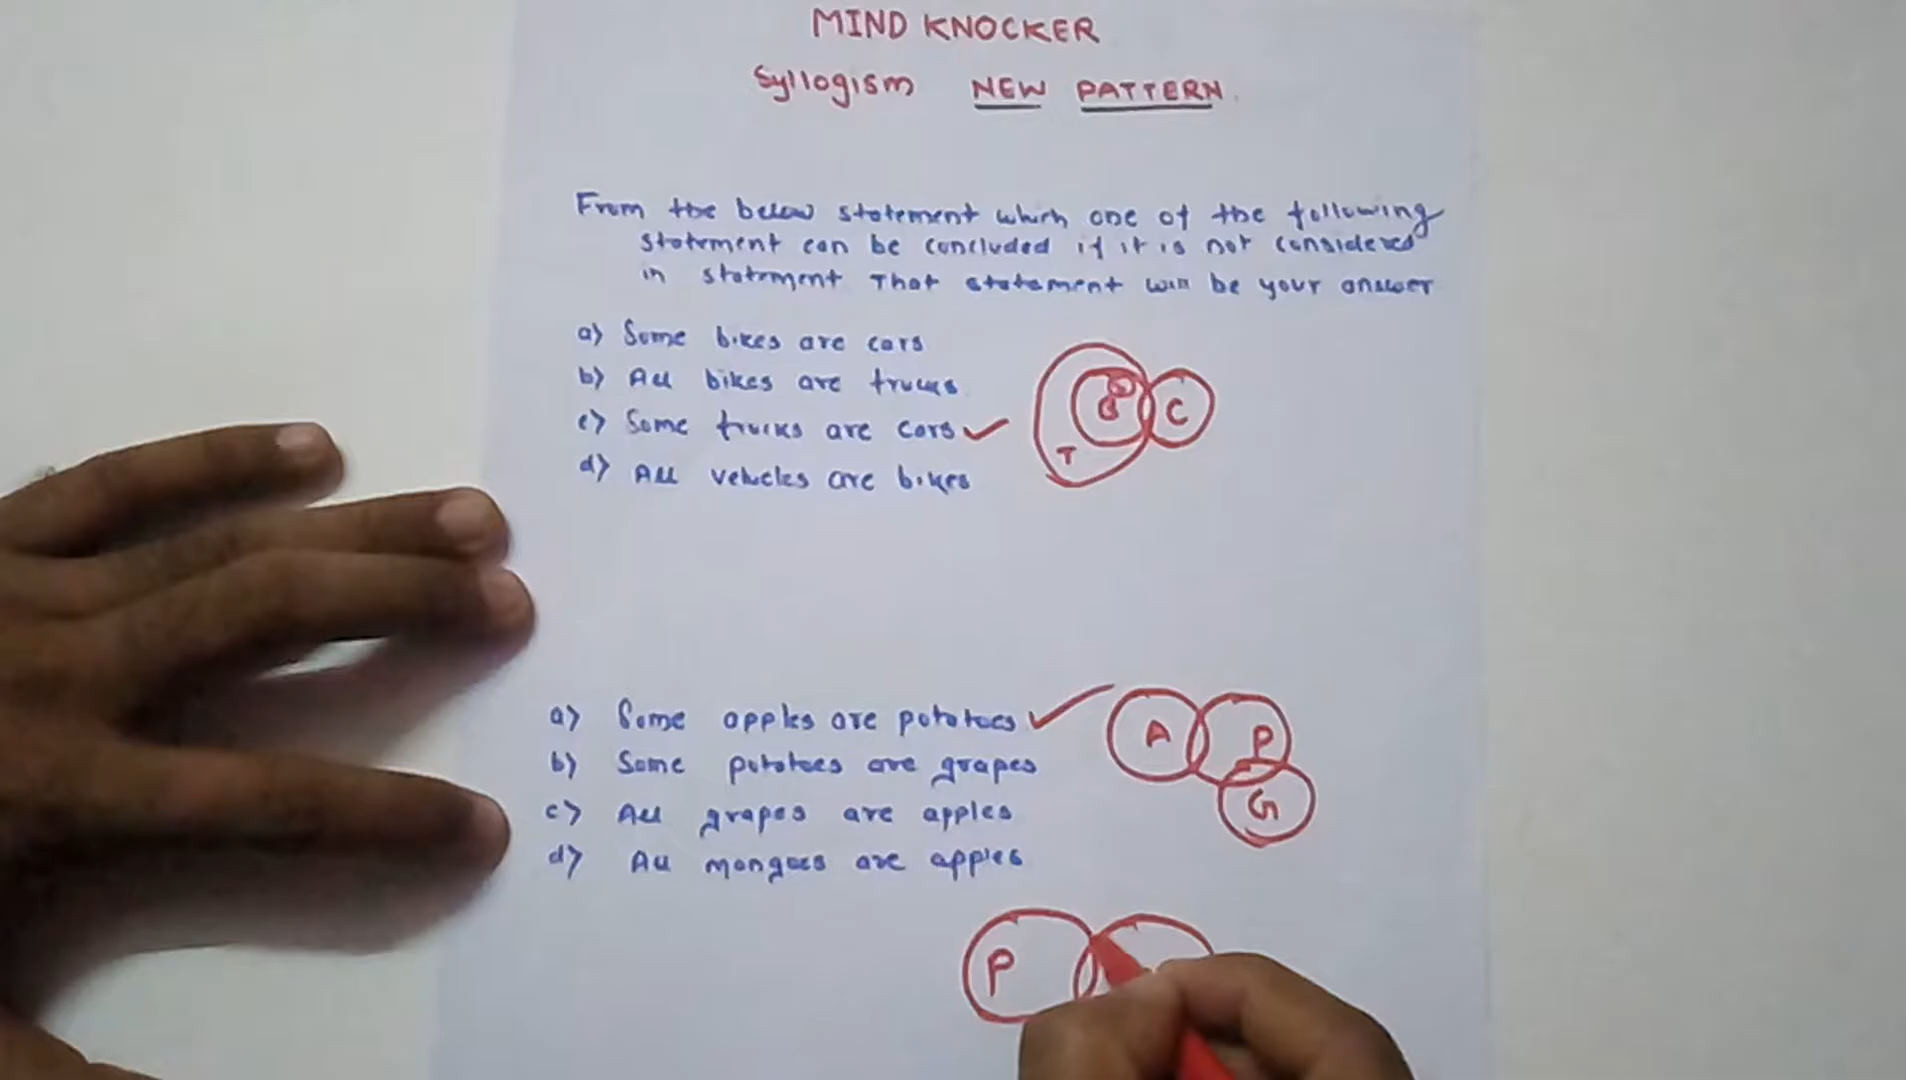 MIND KNOCKER
Syllogism NEW PATTERN.
From the below statement which one of the following
statement can be concluded if it is not considered
in statement That statement will be your answer
a) Some bikes are cars
b) All bikes are trucks
c) Some trucks are cars
d) All vehicles are bikes
T B C
a) Some apples are potatoes
b) Some potatoes are grapes
c) All grapes are apples
d) All mangoes are apples
A P
G
P